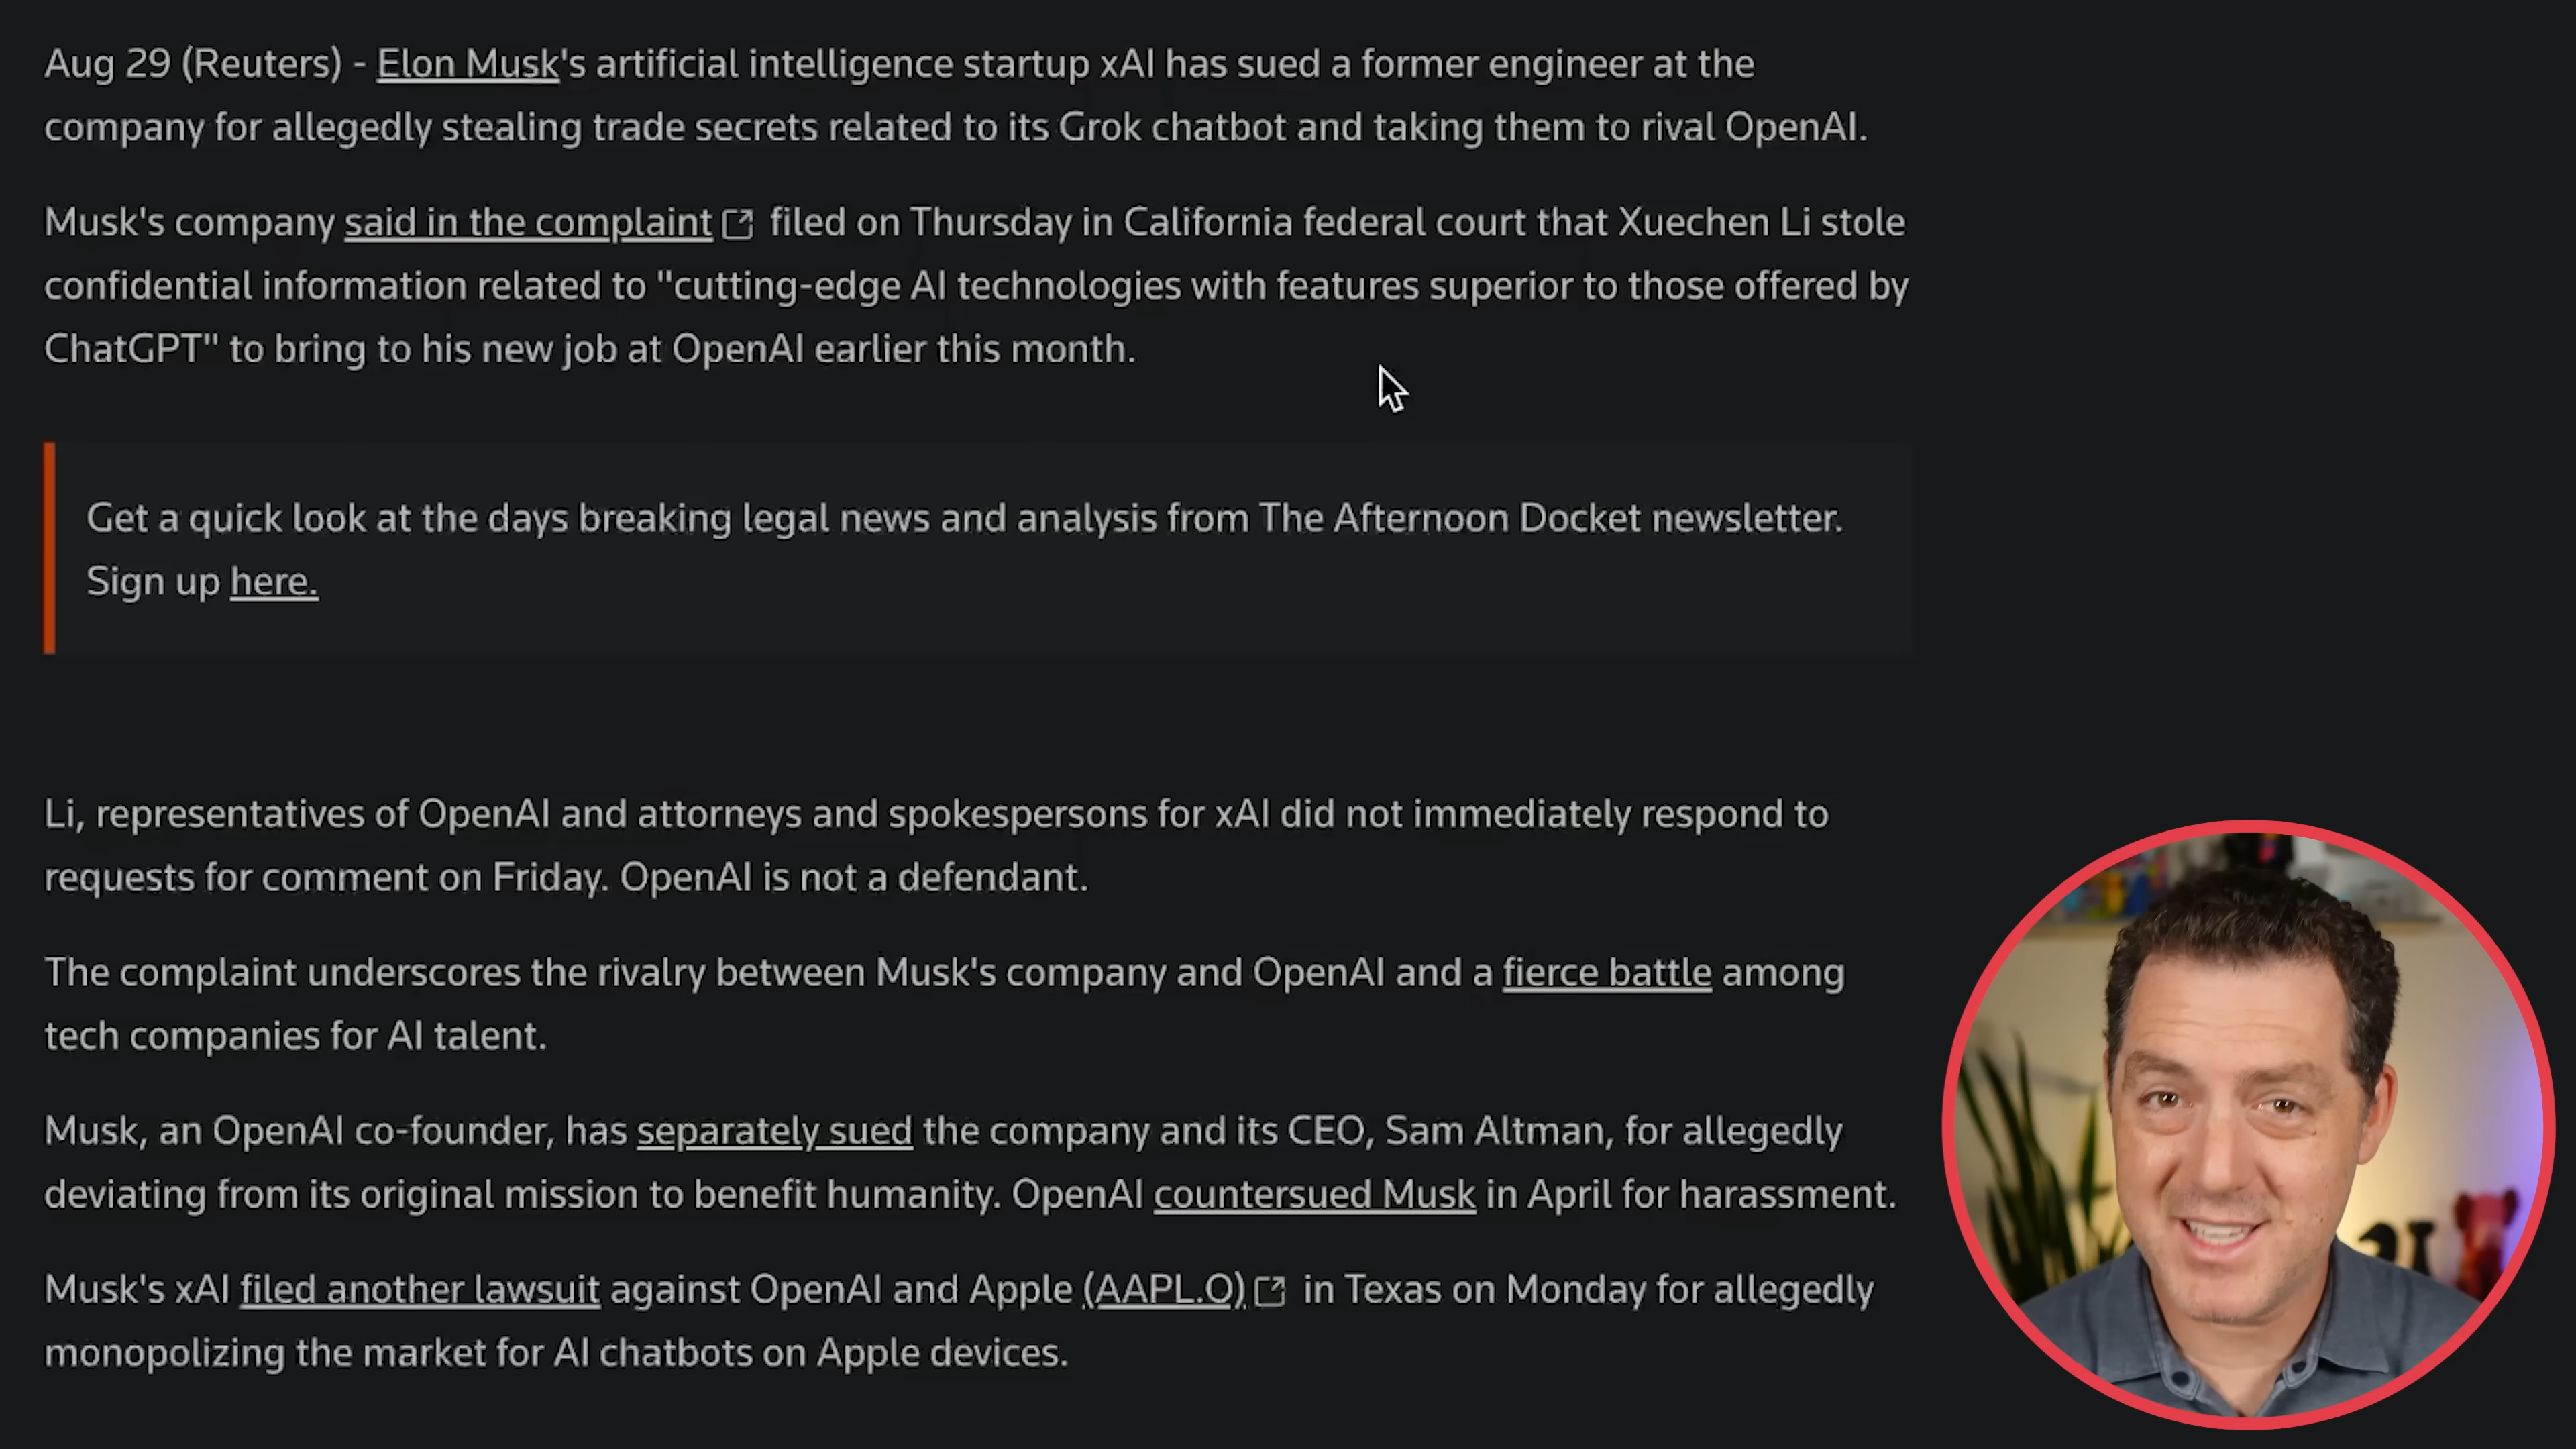 Aug 29 (Reuters) - Elon Musk's artificial intelligence startup xAI has sued a former engineer at the
company for allegedly stealing trade secrets related to its Grok chatbot and taking them to rival OpenAI.
Musk's company said in the complaint filed on Thursday in California federal court that Xuechen Li stole
confidential information related to "cutting-edge AI technologies with features superior to those offered by
ChatGPT" to bring to his new job at OpenAI earlier this month.
Get a quick look at the days breaking legal news and analysis from The Afternoon Docket newsletter.
Sign up here.
Li, representatives of OpenAI and attorneys and spokespersons for xAI did not immediately respond to
requests for comment on Friday. OpenAI is not a defendant.
The complaint underscores the rivalry between Musk's company and OpenAI and a fierce battle among
tech companies for AI talent.
Musk, an OpenAI co-founder, has separately sued the company and its CEO, Sam Altman, for allegedly
deviating from its original mission to benefit humanity. OpenAI countersued Musk in April for harassment.
Musk's xAI filed another lawsuit against OpenAI and Apple (AAPL.O) in Texas on Monday for allegedly
monopolizing the market for AI chatbots on Apple devices.